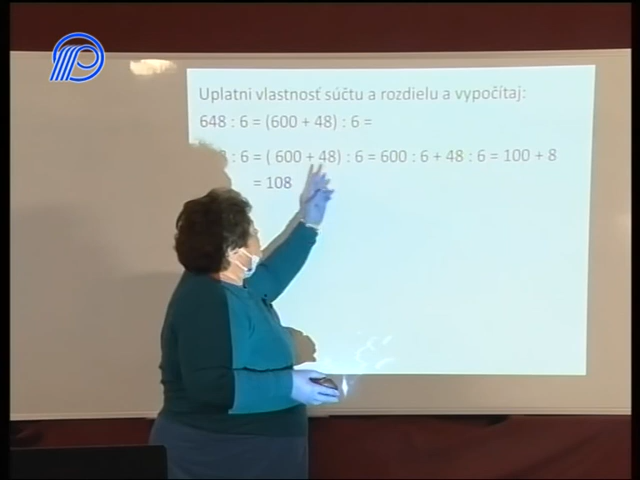 Uplatni vlastnosť súčtu a rozdielu a vypočítaj:
648 : 6 = (600 + 48) : 6 =
: 6 = ( 600 + 48) : 6 = 600 : 6 + 48 : 6 = 100 + 8
= 108